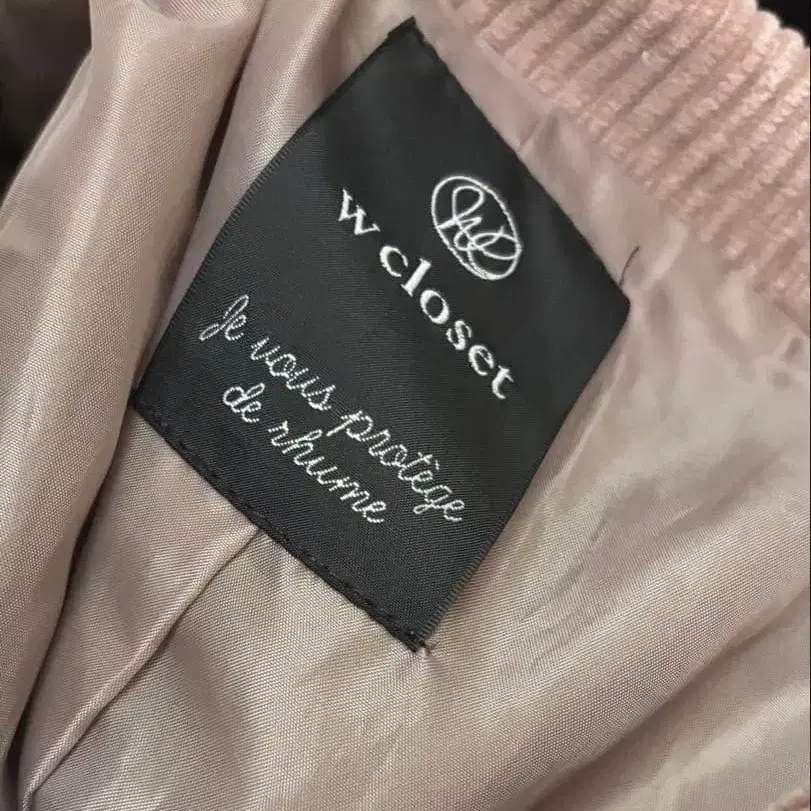 w closet
Je vous protège
de rhume